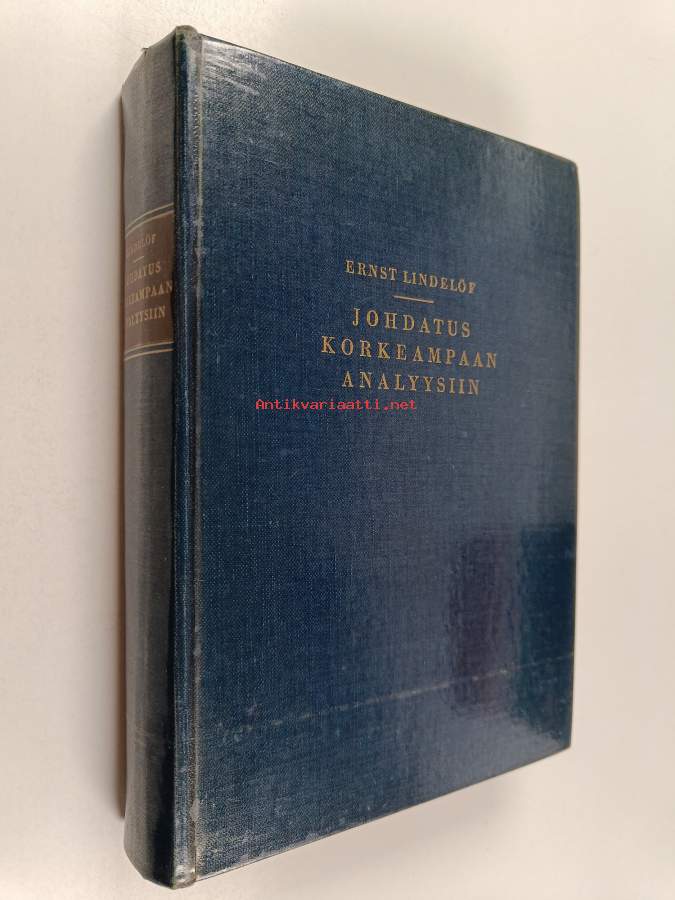 ERNST LINDELÖF
JOHDATUS
KORKEAMPAAN
ANALYYSIIN
Antikvariaatti.net